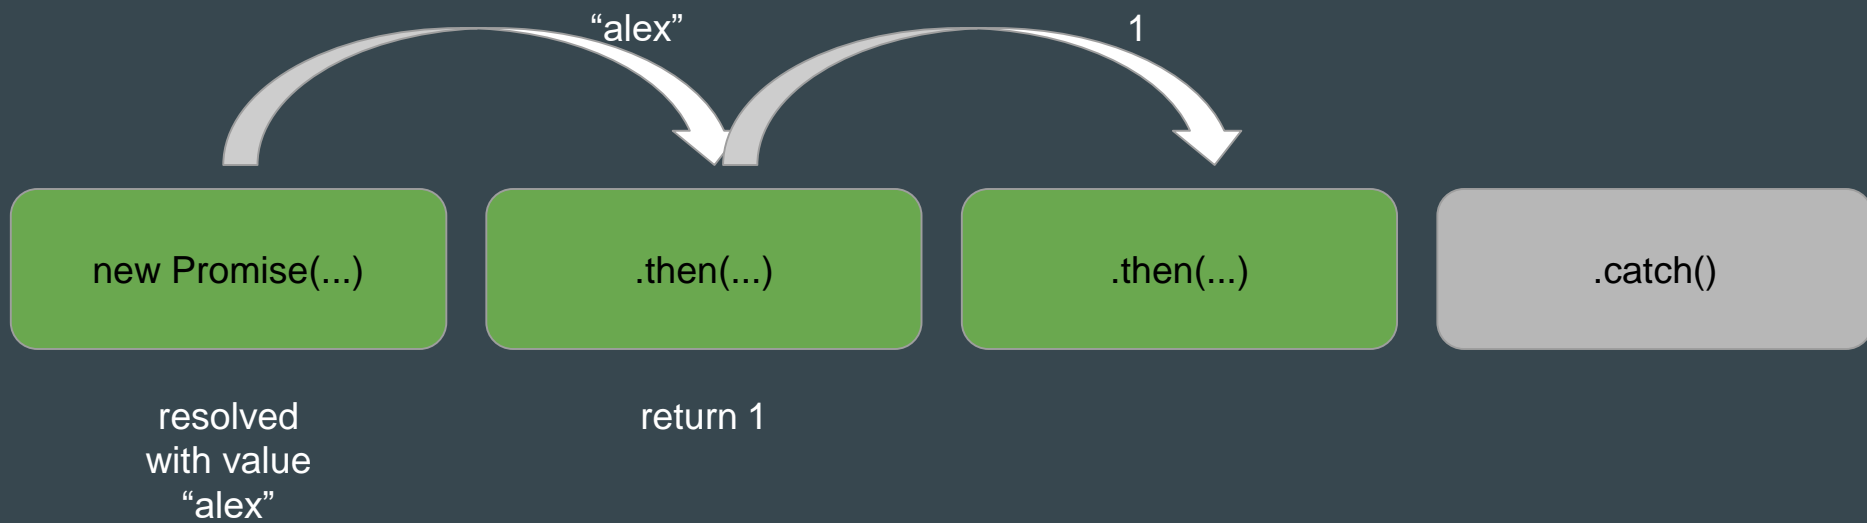 “alex”
1
new Promise(...)
.then(...)
.then(...)
.catch()
resolved
with value
“alex”
return 1